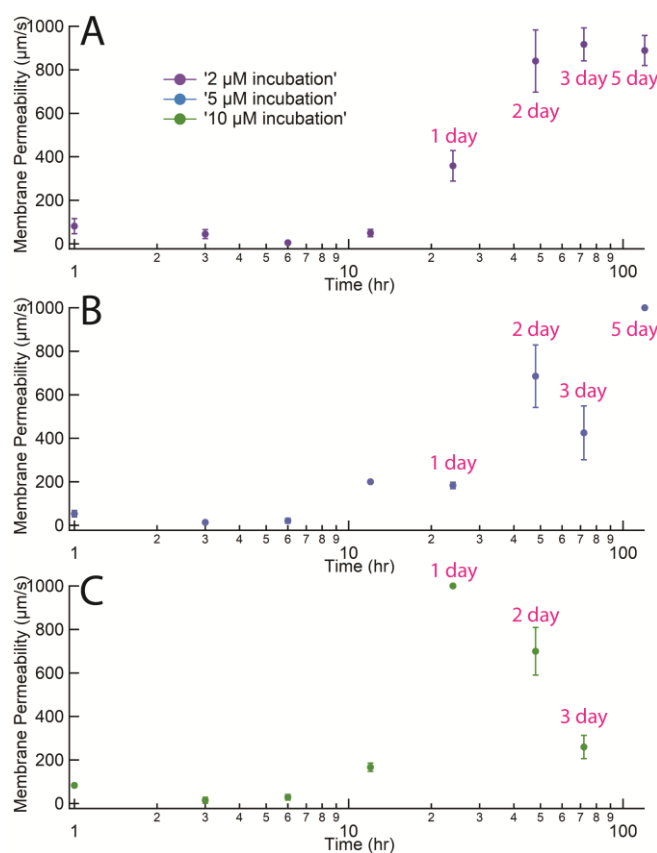 A
Membrane Permeability (µm/s)
1000
800
600
400
200
0
'2 µM incubation'
'5 µM incubation'
'10 µM incubation'
1 day
2 day
3 day
5 day
1 2 3 4 5 6 7 8 9 10 2 3 4 5 6 7 8 9 100
Time (hr)
B
Membrane Permeability (µm/s)
1000
800
600
400
200
0
1 day
2 day
3 day
5 day
1 2 3 4 5 6 7 8 9 10 2 3 4 5 6 7 8 9 100
Time (hr)
C
Membrane Permeability (µm/s)
1000
800
600
400
200
0
1 day
2 day
3 day
1 2 3 4 5 6 7 8 9 10 2 3 4 5 6 7 8 9 100
Time (hr)